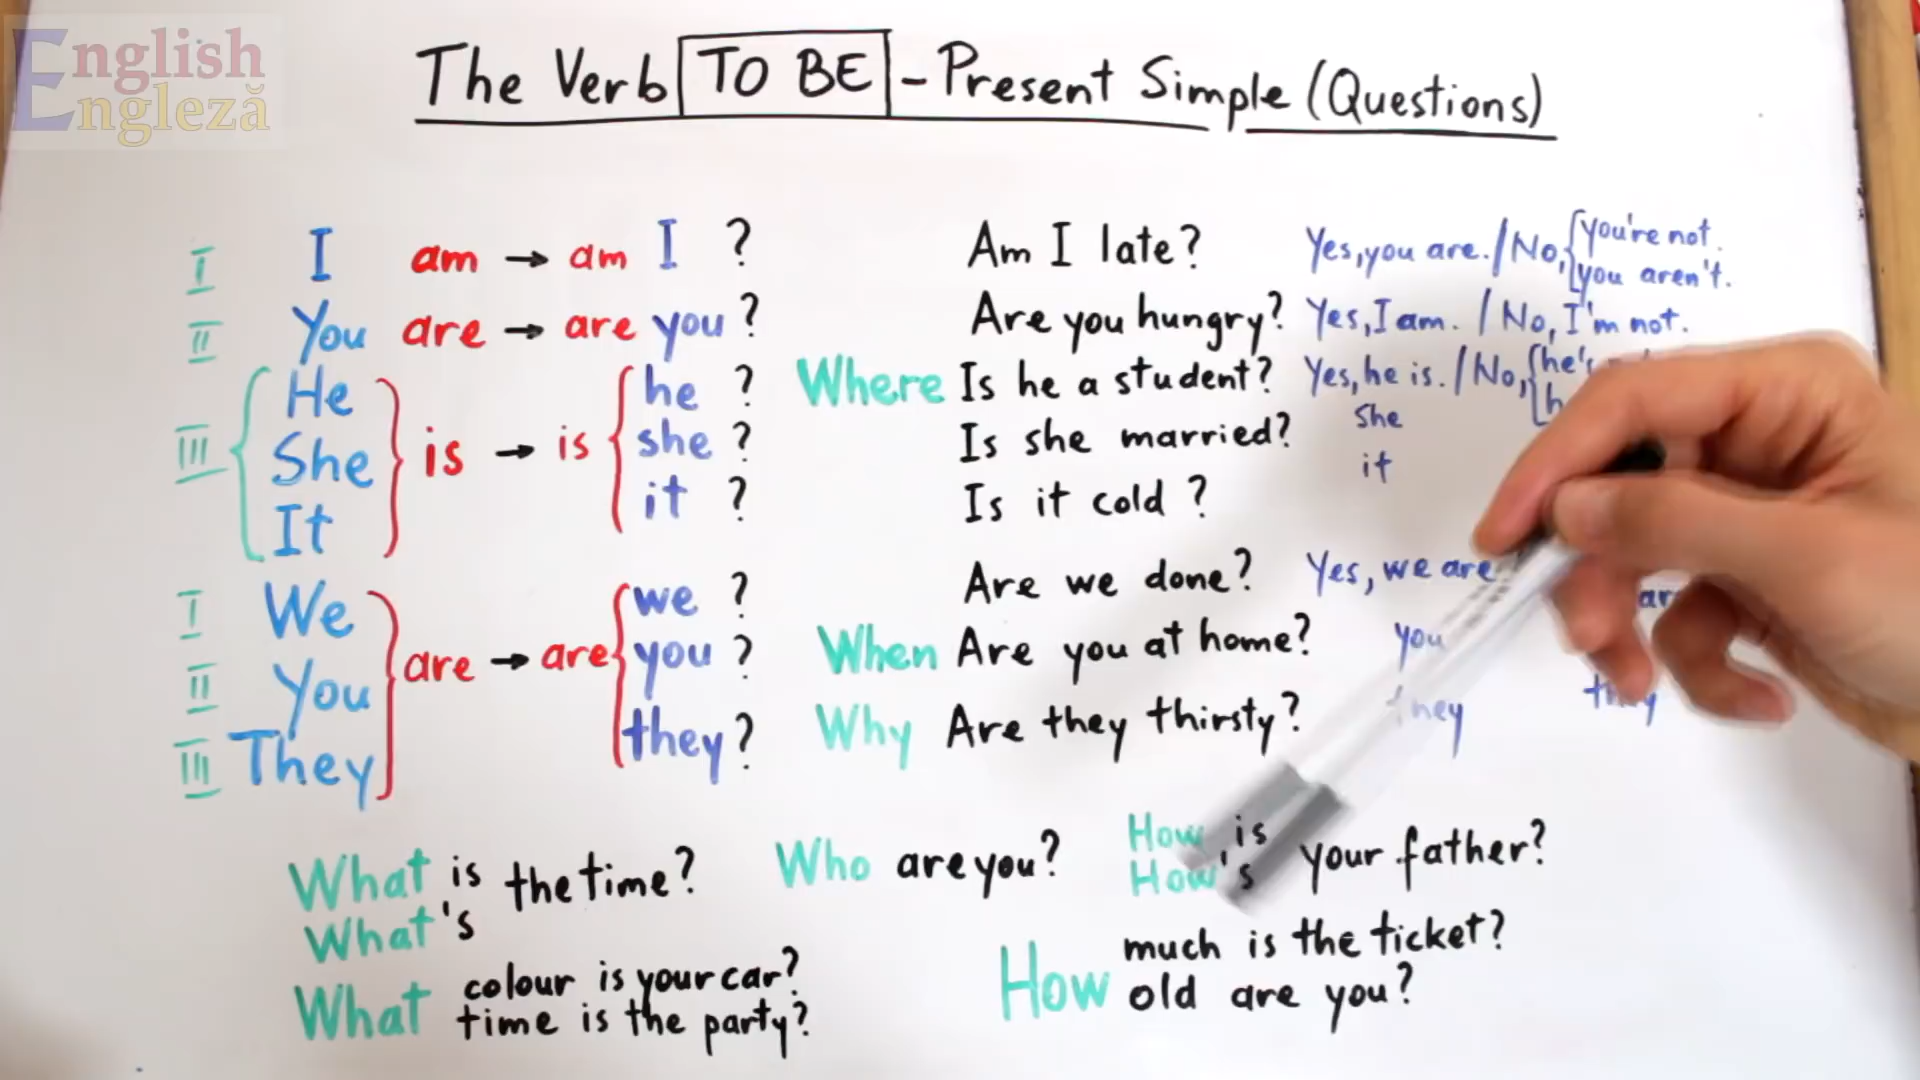 English
Engleză
The Verb TO BE - Present Simple (Questions)
I I am → am I ? Am I late? Yes, you are. / No, { you're not.
you aren't.
II You are → are you ? Are you hungry? Yes, I am. / No, I'm not.
III He is → is he ? Where Is he a student? Yes, he is. / No, he's
She she ? Is she married? she
It it ? Is it cold ? it
I We are → are we ? Are we done? Yes, we are
II You you ? When Are you at home? you
III They they ? Why Are they thirsty? they they
What is the time? Who are you? How is your father?
What's How's
What colour is your car? How much is the ticket?
time is the party? old are you?